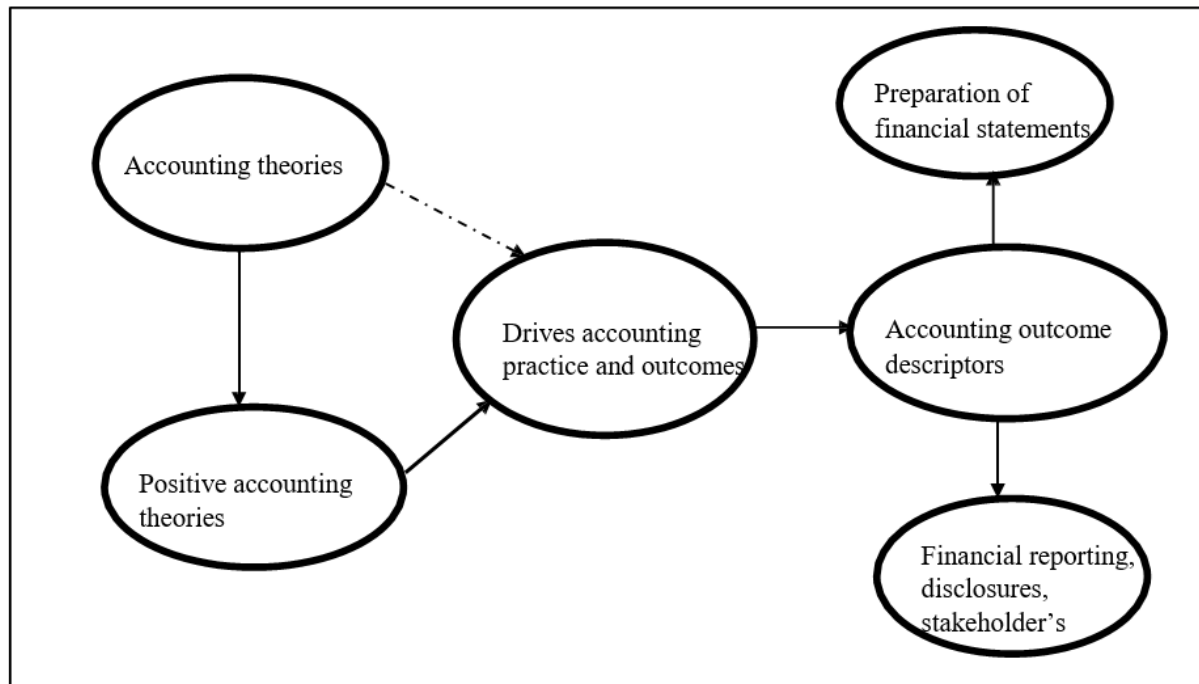 Accounting theories
Positive accounting
theories
Drives accounting
practice and outcomes
Preparation of
financial statements
Accounting outcome
descriptors
Financial reporting,
disclosures,
stakeholder’s